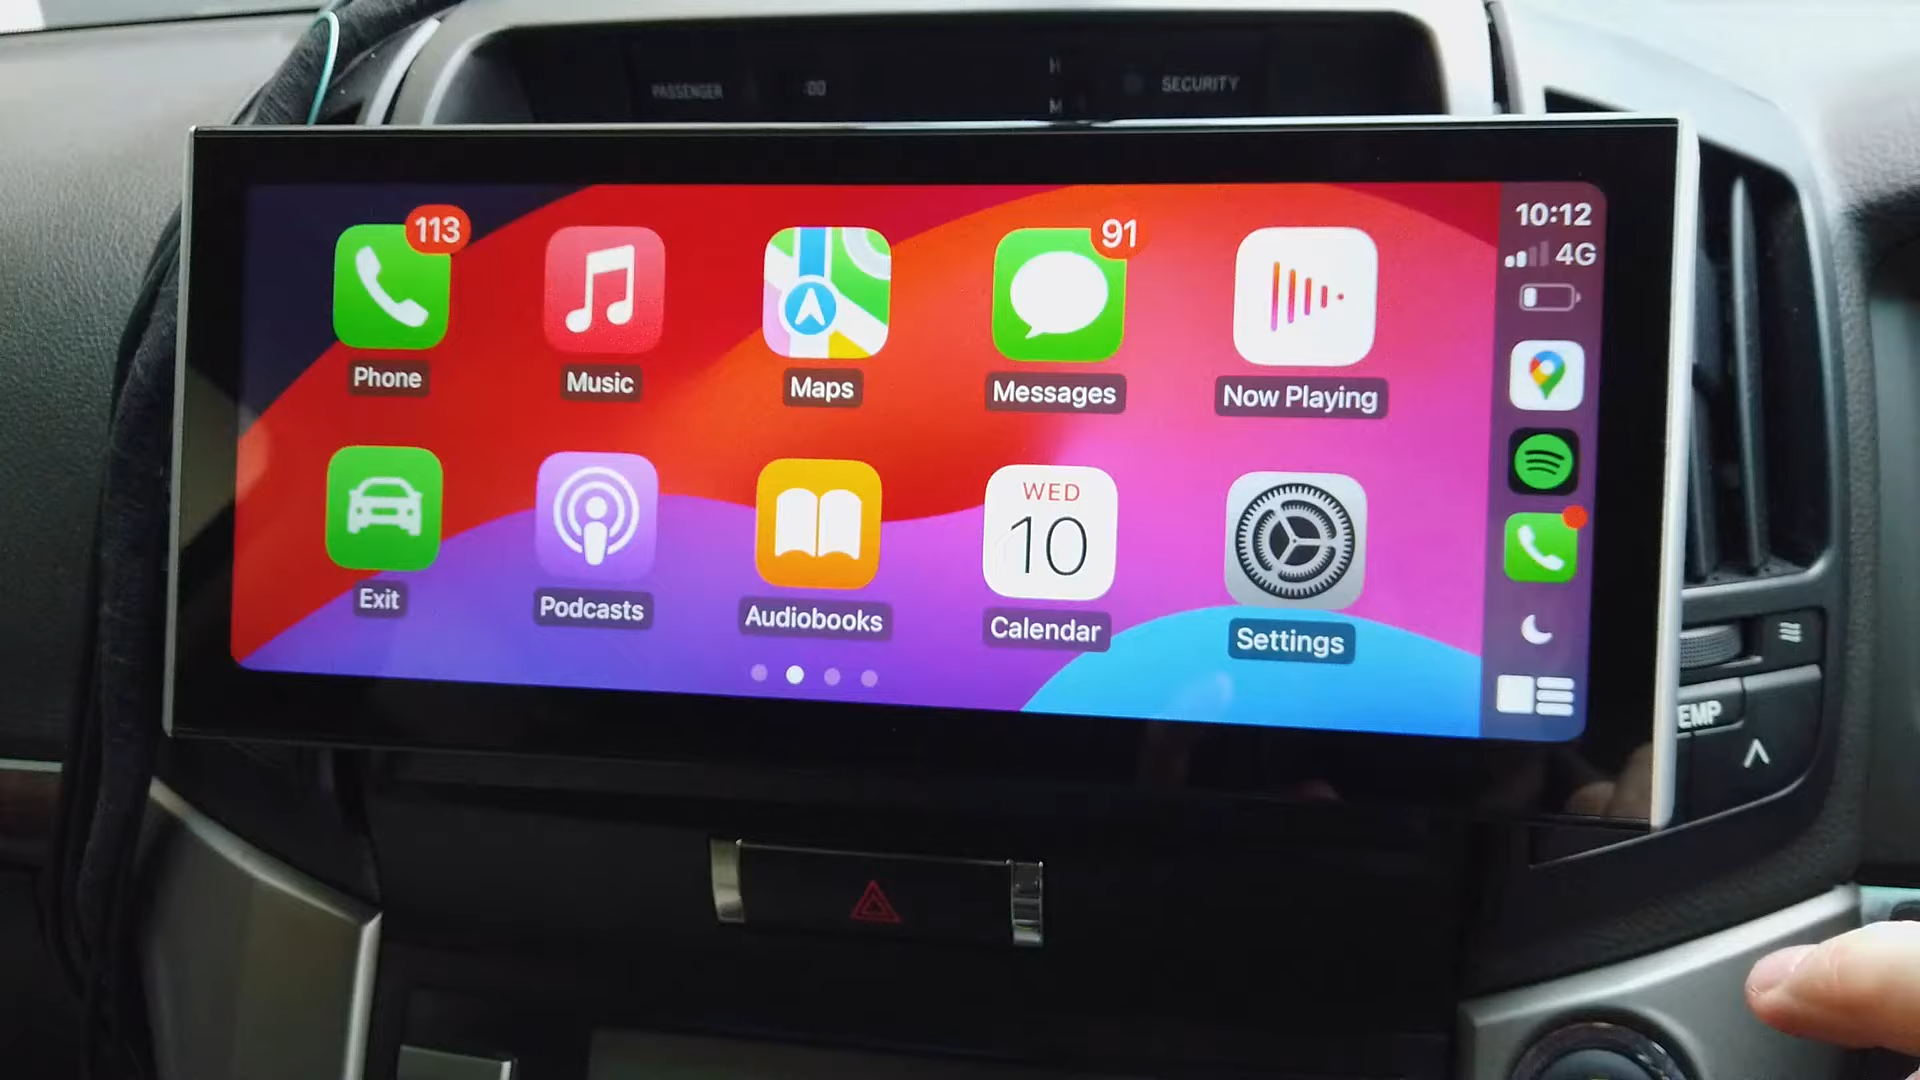 PASSENGER
:00
H
M
SECURITY
113
91
10:12
4G
Phone
Music
Maps
Messages
Now Playing
WED
10
Exit
Podcasts
Audiobooks
Calendar
Settings
EMP